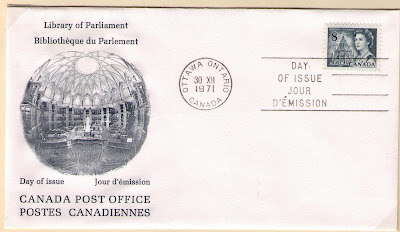 Library of Parliament
Bibliothèque du Parlement
Day of issue Jour d'émission
CANADA POST OFFICE
POSTES CANADIENNES
OTTAWA ONTARIO
30 XII
1971
CANADA
DAY
OF ISSUE
JOUR
D'ÉMISSION
8
CANADA